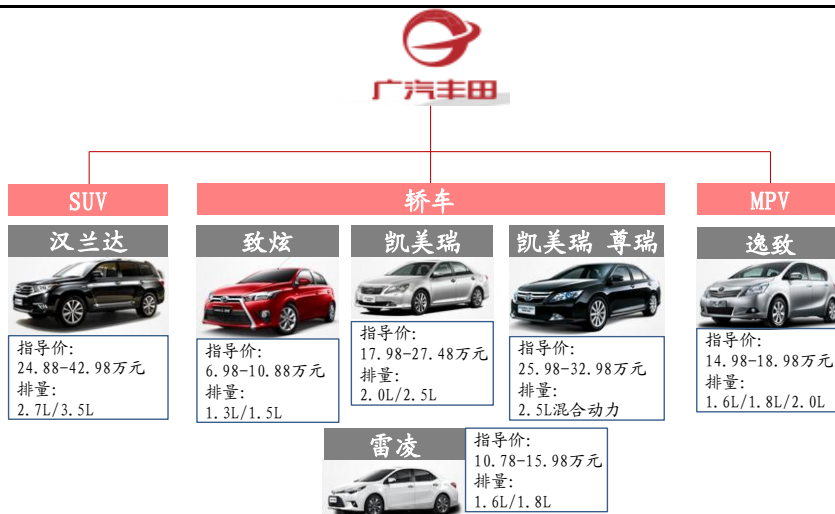 广汽丰田
SUV
轿车
MPV
汉兰达
致炫
凯美瑞
凯美瑞 尊瑞
逸致
指导价:
24.88-42.98万元
排量:
2.7L/3.5L
指导价:
6.98-10.88万元
排量:
1.3L/1.5L
指导价:
17.98-27.48万元
排量:
2.0L/2.5L
指导价:
25.98-32.98万元
排量:
2.5L混合动力
指导价:
14.98-18.98万元
排量:
1.6L/1.8L/2.0L
雷凌
指导价:
10.78-15.98万元
排量:
1.6L/1.8L